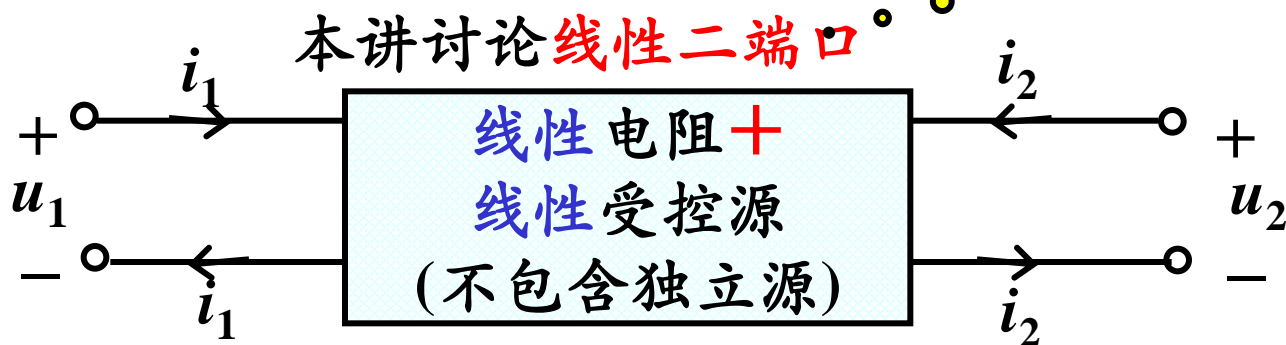 本讲讨论线性二端口
i1
i2
+
线性电阻+
+
u1
线性受控源
u2
−
(不包含独立源)
−
i1
i2